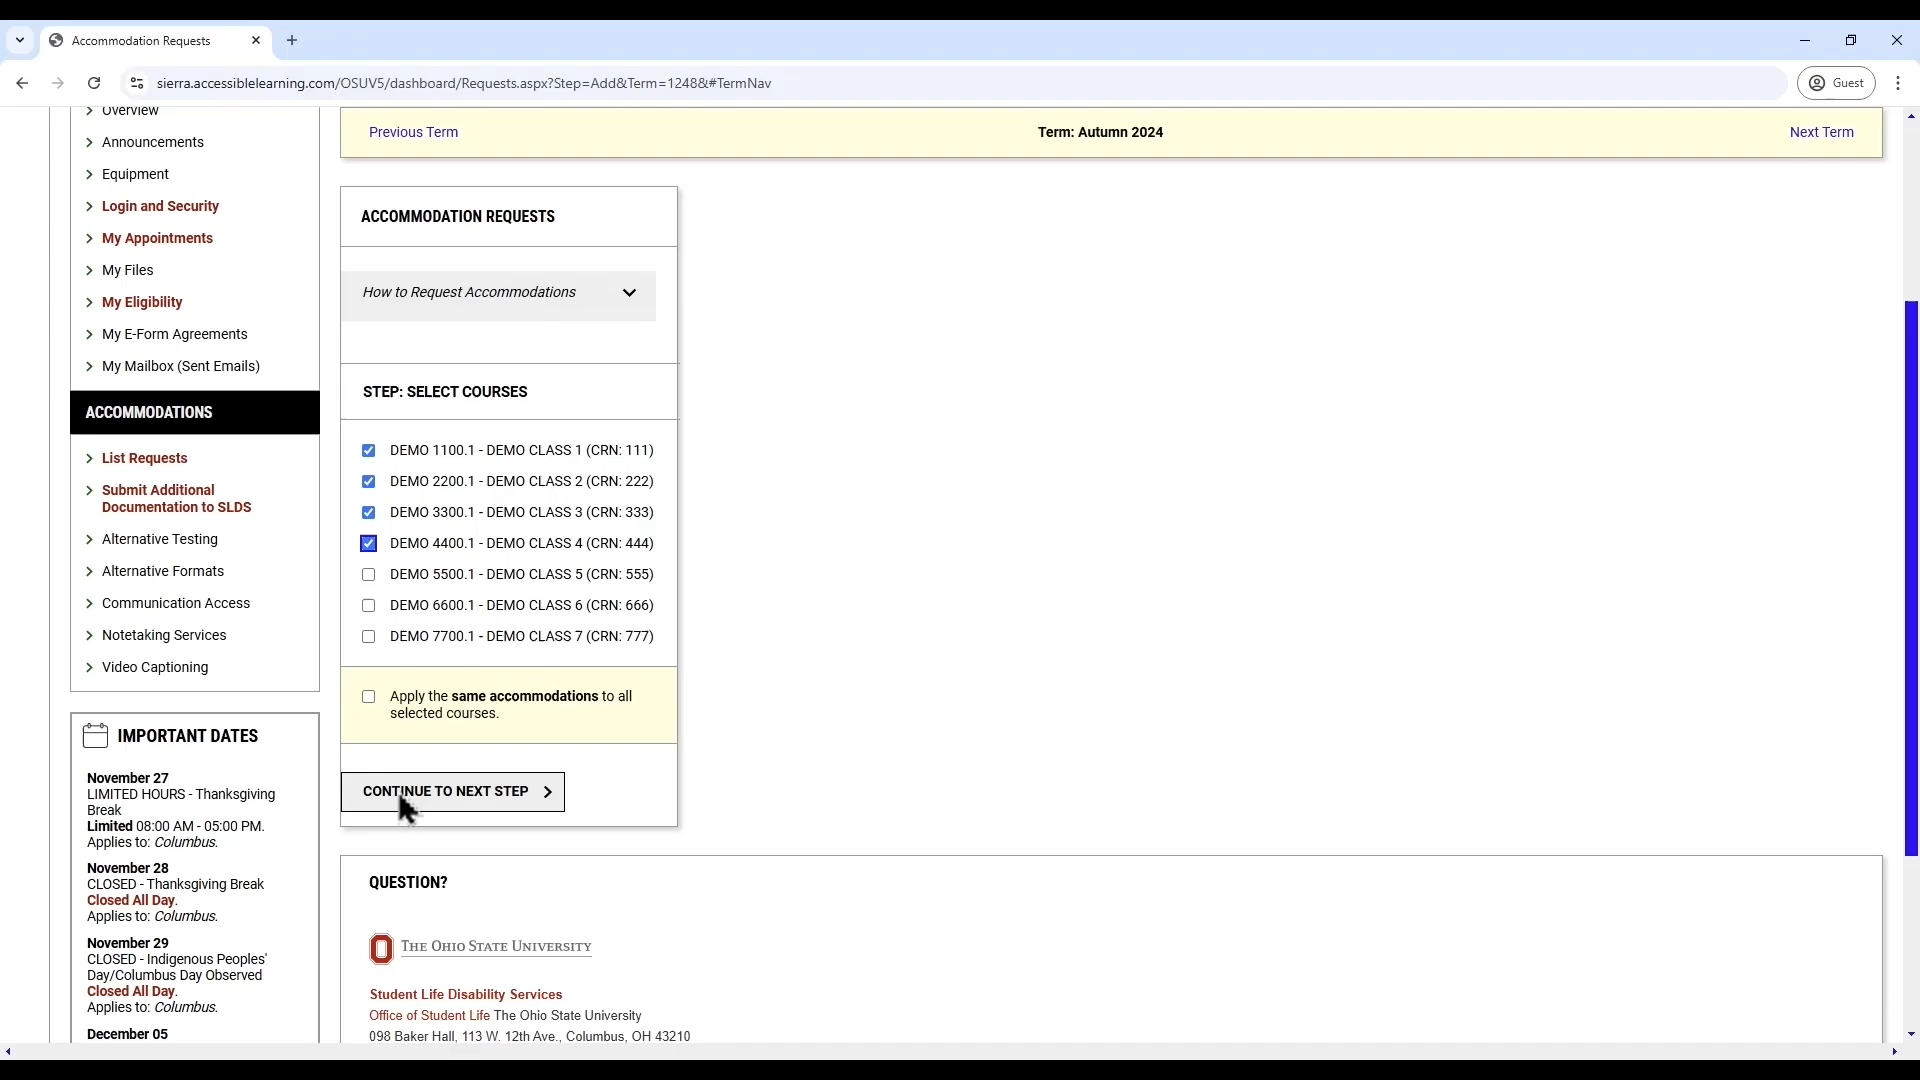 Accommodation Requests
sierra.accessiblelearning.com/OSUV5/dashboard/Requests.aspx?Step=Add&Term=1248&#TermNav
Guest
Overview
Announcements
Equipment
Login and Security
My Appointments
My Files
My Eligibility
My E-Form Agreements
My Mailbox (Sent Emails)
ACCOMMODATIONS
List Requests
Submit Additional
Documentation to SLDS
Alternative Testing
Alternative Formats
Communication Access
Notetaking Services
Video Captioning
IMPORTANT DATES
November 27
LIMITED HOURS - Thanksgiving
Break
Limited 08:00 AM - 05:00 PM.
Applies to: Columbus.
November 28
CLOSED - Thanksgiving Break
Closed All Day.
Applies to: Columbus.
November 29
CLOSED - Indigenous Peoples'
Day/Columbus Day Observed
Closed All Day.
Applies to: Columbus.
December 05
Previous Term
Term: Autumn 2024
Next Term
ACCOMMODATION REQUESTS
How to Request Accommodations
STEP: SELECT COURSES
DEMO 1100.1 - DEMO CLASS 1 (CRN: 111)
DEMO 2200.1 - DEMO CLASS 2 (CRN: 222)
DEMO 3300.1 - DEMO CLASS 3 (CRN: 333)
DEMO 4400.1 - DEMO CLASS 4 (CRN: 444)
DEMO 5500.1 - DEMO CLASS 5 (CRN: 555)
DEMO 6600.1 - DEMO CLASS 6 (CRN: 666)
DEMO 7700.1 - DEMO CLASS 7 (CRN: 777)
Apply the same accommodations to all
selected courses.
CONTINUE TO NEXT STEP
QUESTION?
THE OHIO STATE UNIVERSITY
Student Life Disability Services
Office of Student Life The Ohio State University
098 Baker Hall, 113 W. 12th Ave., Columbus, OH 43210